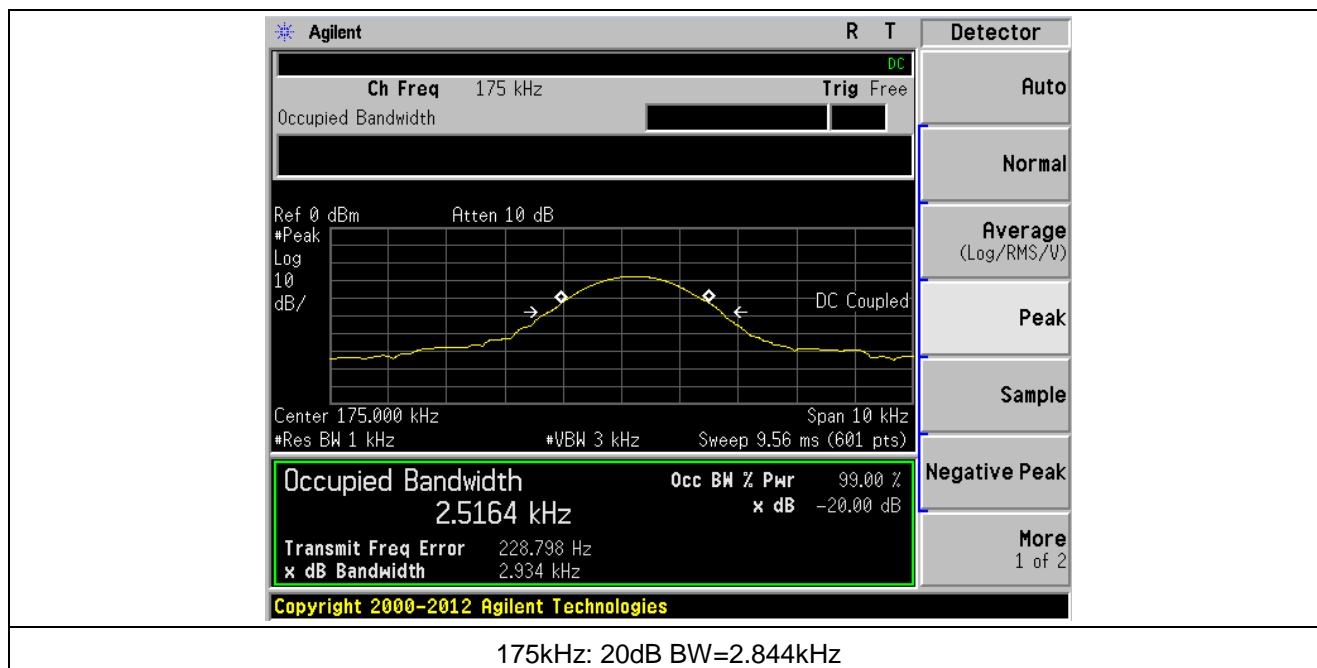 Agilent R T
DC
Ch Freq 175 kHz Trig Free
Occupied Bandwidth
Ref 0 dBm Atten 10 dB
#Peak
Log
10
dB/
DC Coupled
Center 175.000 kHz Span 10 kHz
#Res BW 1 kHz #VBW 3 kHz Sweep 9.56 ms (601 pts)
Occupied Bandwidth
2.5164 kHz
Occ BW % Pwr 99.00 %
x dB -20.00 dB
Transmit Freq Error 228.798 Hz
x dB Bandwidth 2.934 kHz
Copyright 2000-2012 Agilent Technologies
Detector
Auto
Normal
Average
(Log/RMS/V)
Peak
Sample
Negative Peak
More
1 of 2
175kHz: 20dB BW=2.844kHz